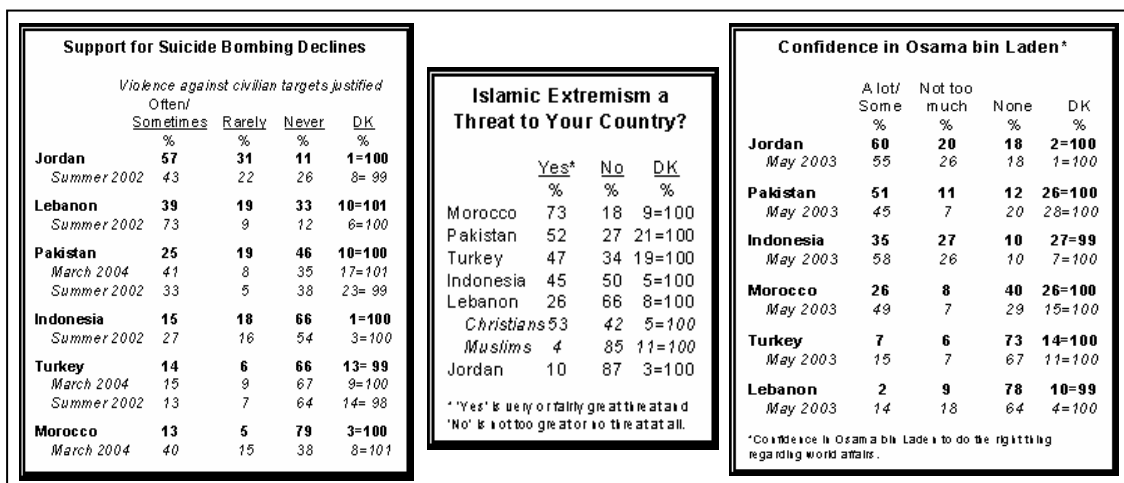 Support for Suicide Bombing Declines
Violence against civilian targets justified
Often/
Sometimes Rarely Never DK
% % % %
Jordan 57 31 11 1=100
Summer 2002 43 22 26 8= 99
Lebanon 39 19 33 10=101
Summer 2002 73 9 12 6=100
Pakistan 25 19 46 10=100
March 2004 41 8 35 17=101
Summer 2002 33 5 38 23= 99
Indonesia 15 18 66 1=100
Summer 2002 27 16 54 3=100
Turkey 14 6 66 13= 99
March 2004 15 9 67 9=100
Summer 2002 13 7 64 14= 98
Morocco 13 5 79 3=100
March 2004 40 15 38 8=101
Islamic Extremism a
Threat to Your Country?
Yes* No DK
% % %
Morocco 73 18 9=100
Pakistan 52 27 21=100
Turkey 47 34 19=100
Indonesia 45 50 5=100
Lebanon 26 66 8=100
Christians 53 42 5=100
Muslims 4 85 11=100
Jordan 10 87 3=100
* 'Yes' is very or fairly great threat and
'No' is not too great or no threat at all.
Confidence in Osama bin Laden*
A lot/ Not too
Some much None DK
% % % %
Jordan 60 20 18 2=100
May 2003 55 26 18 1=100
Pakistan 51 11 12 26=100
May 2003 45 7 20 28=100
Indonesia 35 27 10 27=99
May 2003 58 26 10 7=100
Morocco 26 8 40 26=100
May 2003 49 7 29 15=100
Turkey 7 6 73 14=100
May 2003 15 7 67 11=100
Lebanon 2 9 78 10=99
May 2003 14 18 64 4=100
*Confidence in Osama bin Laden to do the right thing
regarding world affairs.